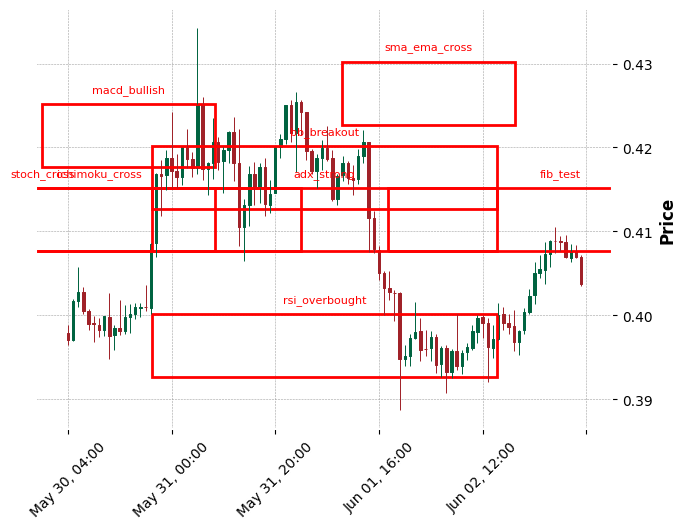 sma_ema_cross
0.43
macd_bullish
0.42
stoch_cross
ichimoku_cross
adx_strong
fib_test
0.41
Price
rsi_overbought
0.40
0.39
May 30, 04:00
May 31, 00:00
May 31, 20:00
Jun 01, 16:00
Jun 02, 12:00